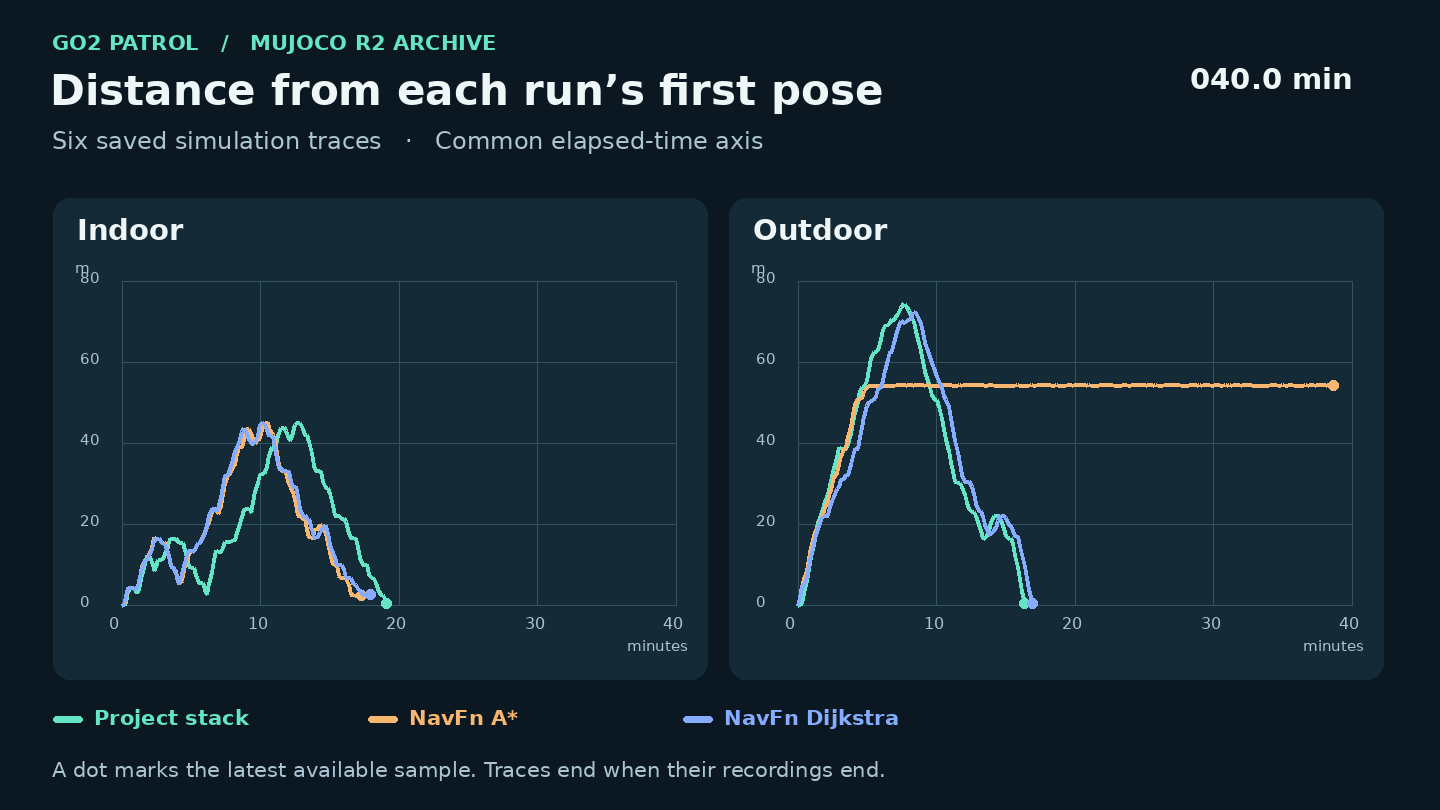 GO2 PATROL / MUJOCO R2 ARCHIVE
Distance from each run’s first pose
040.0 min
Six saved simulation traces · Common elapsed-time axis
Indoor
m
80
60
40
20
0
0 10 20 30 40
minutes
Outdoor
m
80
60
40
20
0
0 10 20 30 40
minutes
Project stack
NavFn A*
NavFn Dijkstra
A dot marks the latest available sample. Traces end when their recordings end.